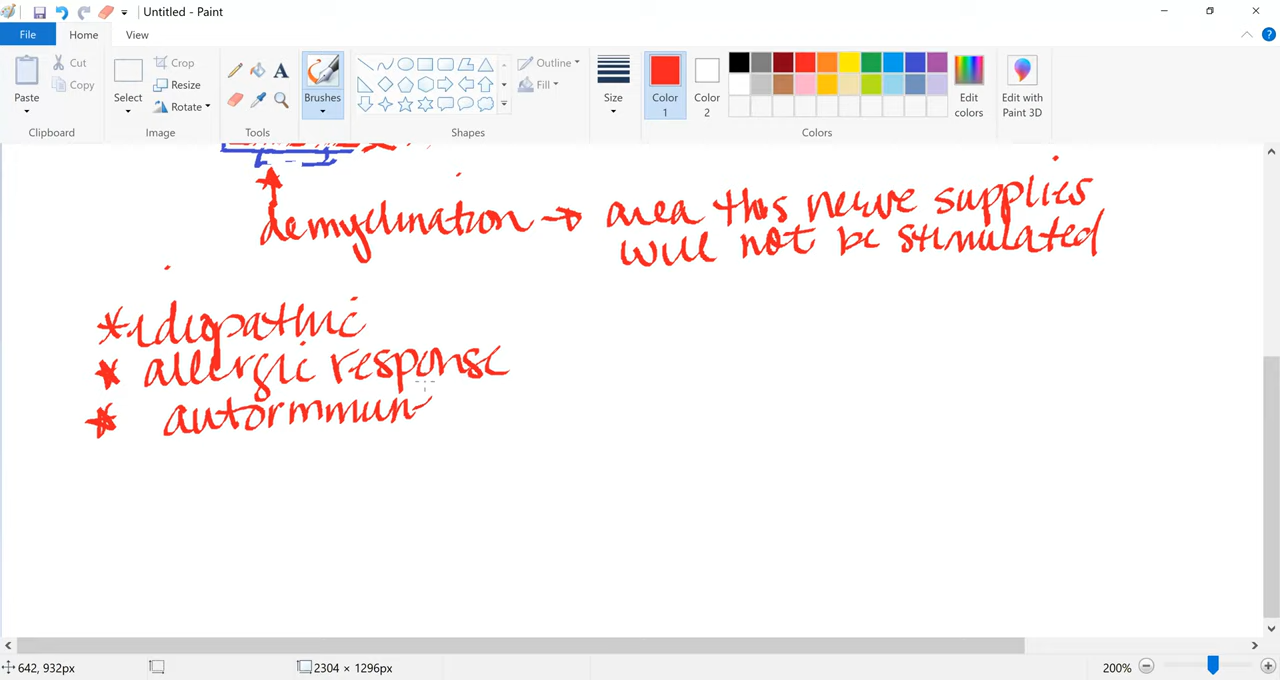 Untitled - Paint
File
Home
View
Paste
Cut
Copy
Clipboard
Select
Crop
Resize
Rotate
Image
A
Tools
Brushes
Shapes
Outline
Fill
Size
Color 1
Color 2
Edit colors
Colors
Edit with Paint 3D
demyelination → area this nerve supplies
will not be stimulated
* idiopathic
* allergic response
* autoimmun
642, 932px
2304 × 1296px
200%